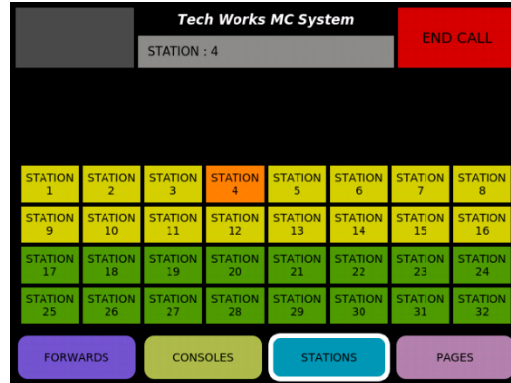 Tech Works MC System
STATION : 4
END CALL
STATION 1
STATION 2
STATION 3
STATION 4
STATION 5
STATION 6
STATION 7
STATION 8
STATION 9
STATION 10
STATION 11
STATION 12
STATION 13
STATION 14
STATION 15
STATION 16
STATION 17
STATION 18
STATION 19
STATION 20
STATION 21
STATION 22
STATION 23
STATION 24
STATION 25
STATION 26
STATION 27
STATION 28
STATION 29
STATION 30
STATION 31
STATION 32
FORWARDS
CONSOLES
STATIONS
PAGES